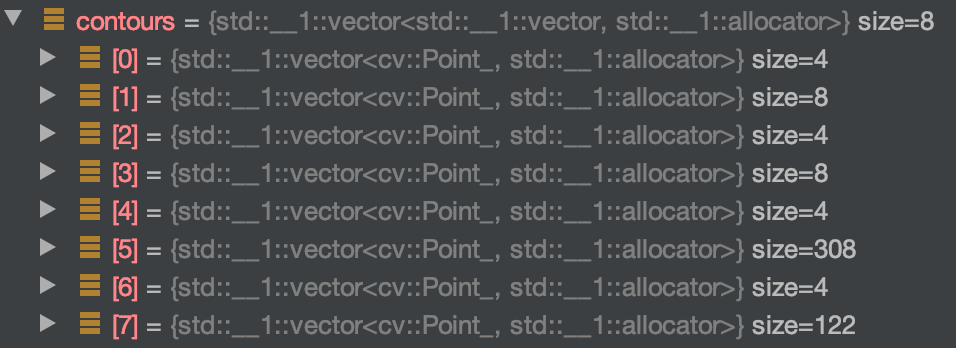 contours = {std::__1::vector<std::__1::vector, std::__1::allocator>} size=8
[0] = {std::__1::vector<cv::Point_, std::__1::allocator>} size=4
[1] = {std::__1::vector<cv::Point_, std::__1::allocator>} size=8
[2] = {std::__1::vector<cv::Point_, std::__1::allocator>} size=4
[3] = {std::__1::vector<cv::Point_, std::__1::allocator>} size=8
[4] = {std::__1::vector<cv::Point_, std::__1::allocator>} size=4
[5] = {std::__1::vector<cv::Point_, std::__1::allocator>} size=308
[6] = {std::__1::vector<cv::Point_, std::__1::allocator>} size=4
[7] = {std::__1::vector<cv::Point_, std::__1::allocator>} size=122